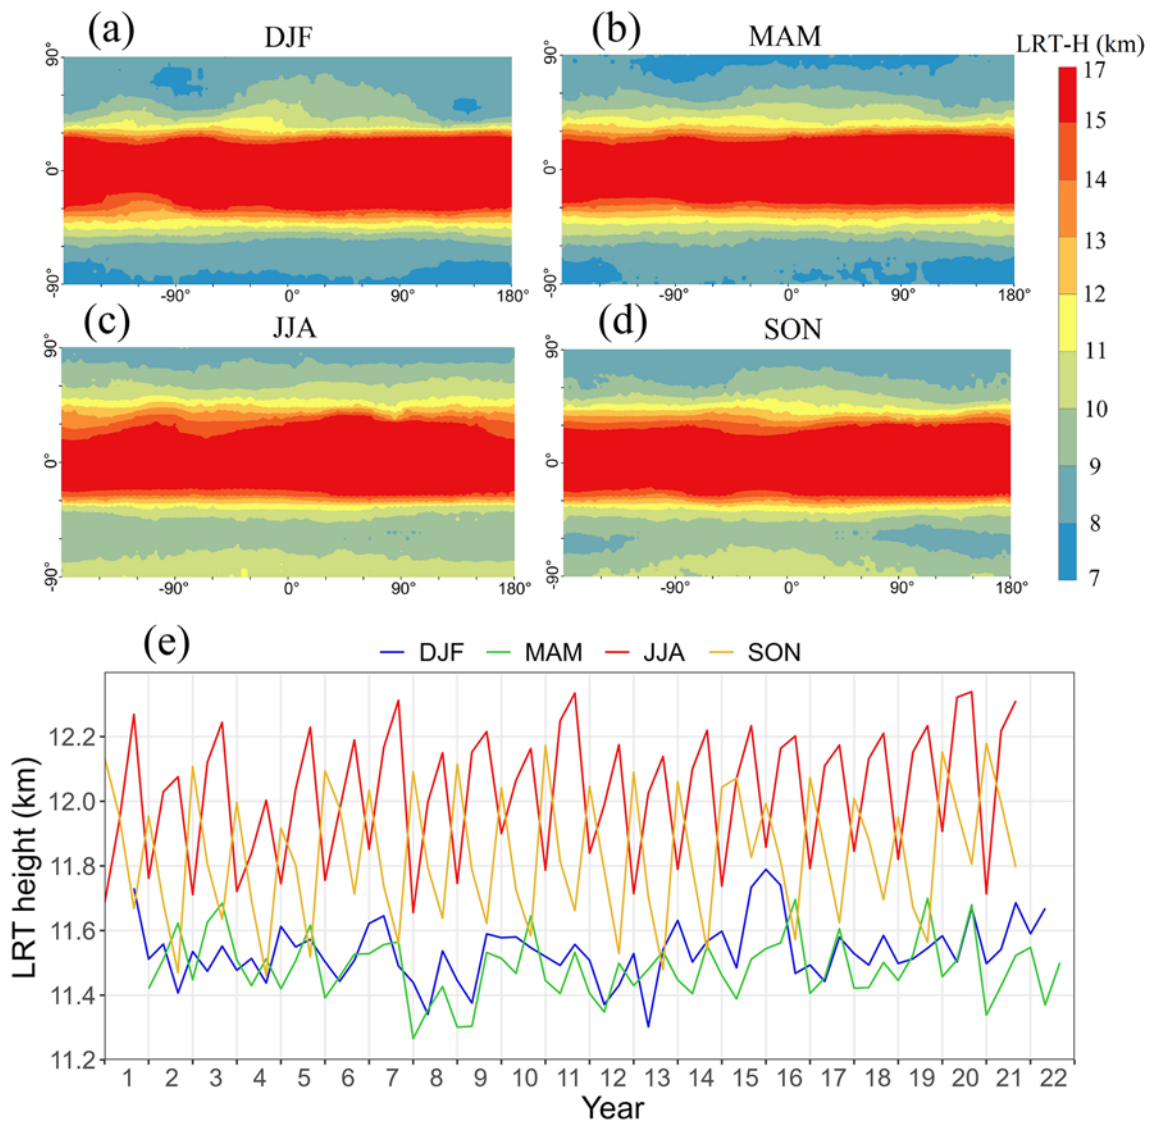 (a) DJF (b) MAM LRT-H (km)
90° 0° -90° -90° 0° 90° 180°
90° 0° -90° -90° 0° 90° 180°
17
15
14
13
12
11
10
9
8
7
(c) JJA (d) SON
90° 0° -90° -90° 0° 90° 180°
90° 0° -90° -90° 0° 90° 180°
(e)
DJF MAM JJA SON
LRT height (km)
12.2
12.0
11.8
11.6
11.4
11.2
1 2 3 4 5 6 7 8 9 10 11 12 13 14 15 16 17 18 19 20 21 22
Year